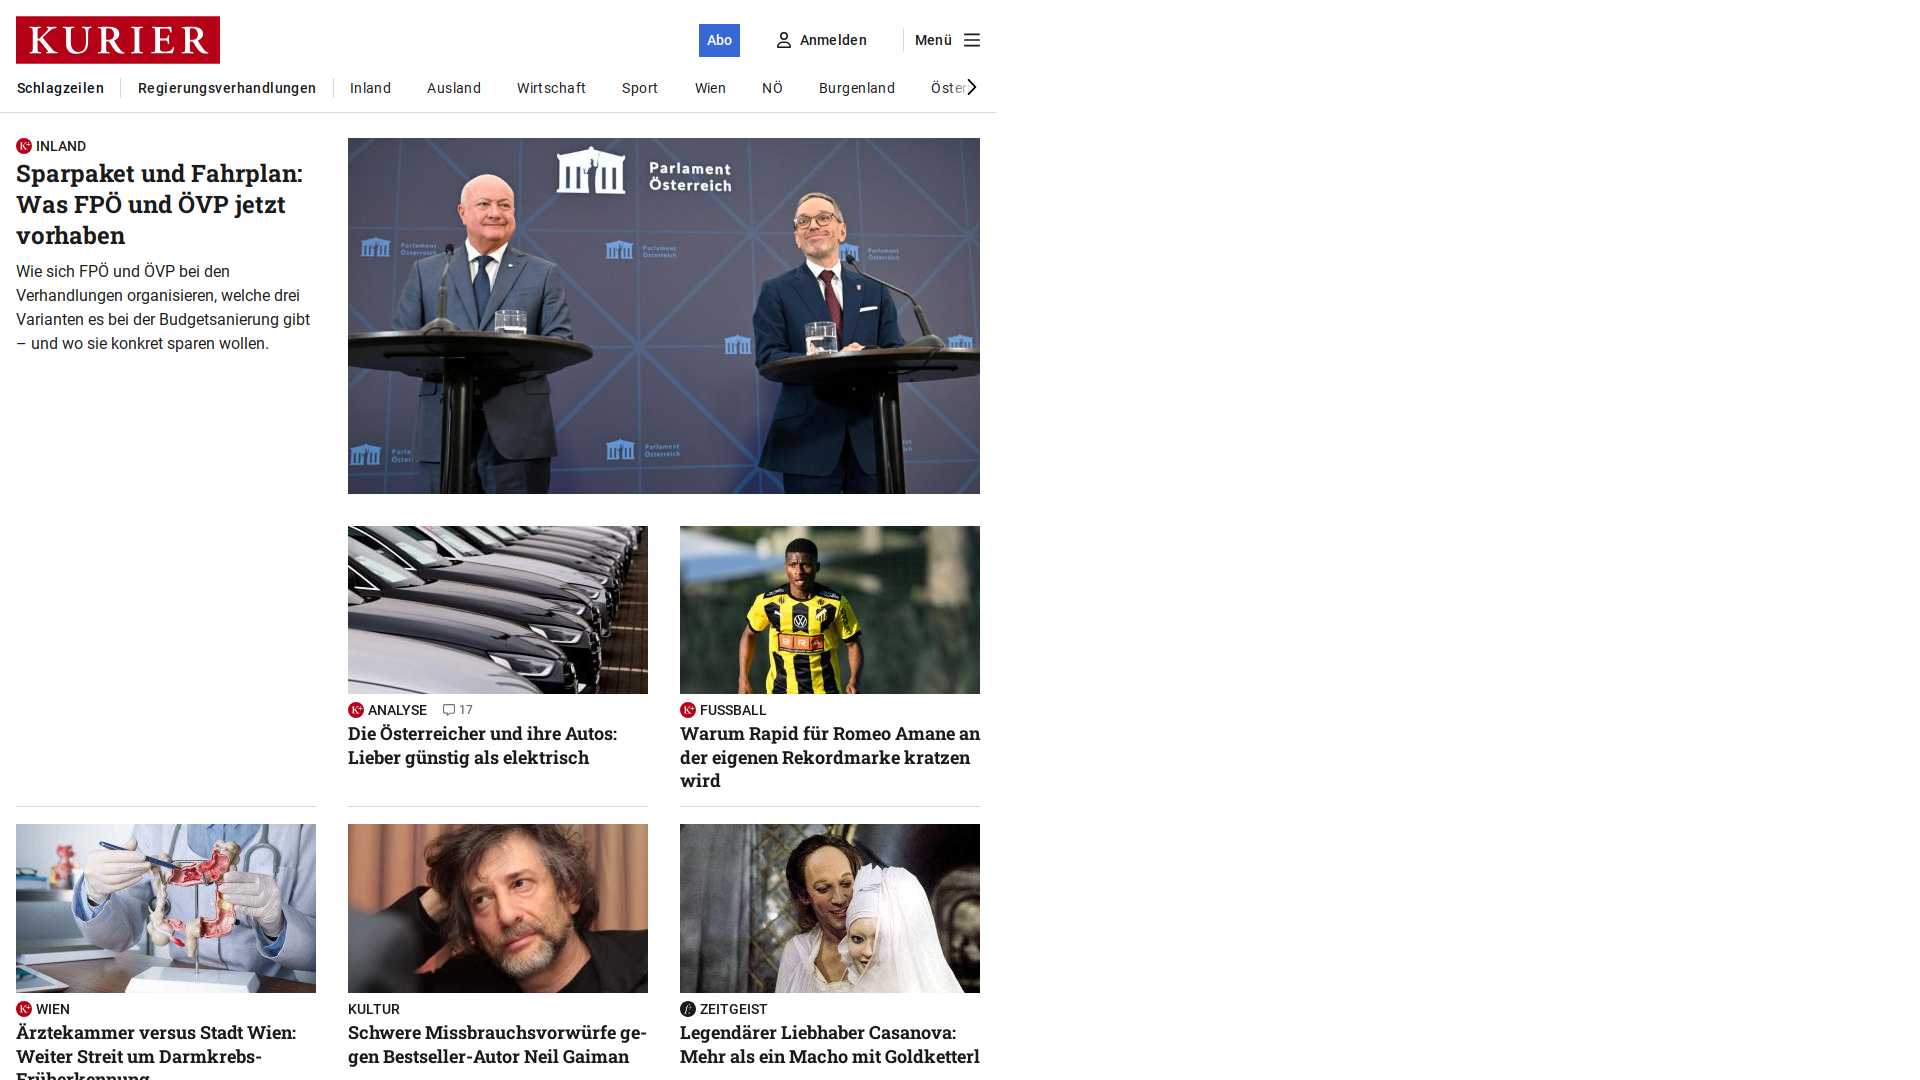 KURIER
Abo
Anmelden
Menü
Schlagzeilen
Regierungsverhandlungen
Inland
Ausland
Wirtschaft
Sport
Wien
NÖ
Burgenland
Öster
INLAND
Sparpaket und Fahrplan:
Was FPÖ und ÖVP jetzt
vorhaben
Wie sich FPÖ und ÖVP bei den
Verhandlungen organisieren, welche drei
Varianten es bei der Budgetsanierung gibt
– und wo sie konkret sparen wollen.
Parlament
Österreich
ANALYSE
17
Die Österreicher und ihre Autos:
Lieber günstig als elektrisch
FUSSBALL
Warum Rapid für Romeo Amane an
der eigenen Rekordmarke kratzen
wird
WIEN
Ärztekammer versus Stadt Wien:
Weiter Streit um Darmkrebs-
Früherkennung
KULTUR
Schwere Missbrauchsvorwürfe ge-
gen Bestseller-Autor Neil Gaiman
ZEITGEIST
Legendärer Liebhaber Casanova:
Mehr als ein Macho mit Goldketterl